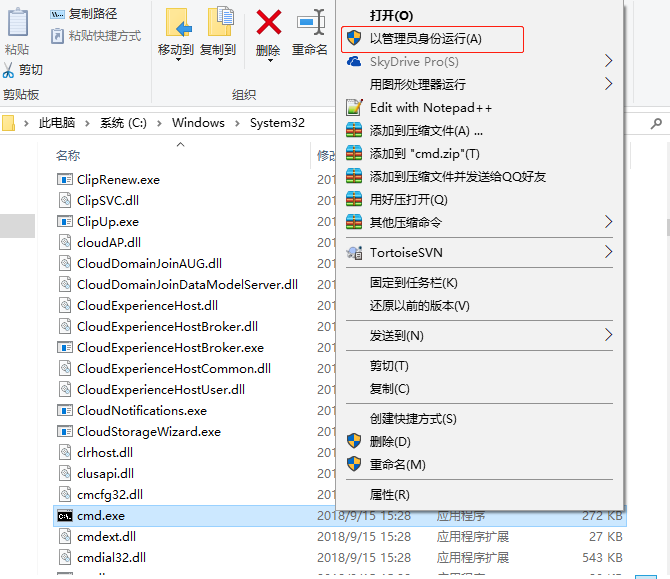 复制路径
粘贴快捷方式
粘贴
剪切
剪贴板
移动到
复制到
删除
重命名
组织
此电脑
系统 (C:)
Windows
System32
名称
修改
ClipRenew.exe
ClipSVC.dll
ClipUp.exe
cloudAP.dll
CloudDomainJoinAUG.dll
CloudDomainJoinDataModelServer.dll
CloudExperienceHost.dll
CloudExperienceHostBroker.dll
CloudExperienceHostBroker.exe
CloudExperienceHostCommon.dll
CloudExperienceHostUser.dll
CloudNotifications.exe
CloudStorageWizard.exe
clrhost.dll
clusapi.dll
cmcfg32.dll
cmd.exe 2018/9/15 15:28 应用程序 272 KB
cmdext.dll 2018/9/15 15:28 应用程序扩展 27 KB
cmdial32.dll 2018/9/15 15:28 应用程序扩展 543 KB
打开(O)
以管理员身份运行(A)
SkyDrive Pro(S)
用图形处理器运行
Edit with Notepad++
添加到压缩文件(A) ...
添加到 "cmd.zip"(T)
添加到压缩文件并发送给QQ好友
用好压打开(Q)
其他压缩命令
TortoiseSVN
固定到任务栏(K)
还原以前的版本(V)
发送到(N)
剪切(T)
复制(C)
创建快捷方式(S)
删除(D)
重命名(M)
属性(R)